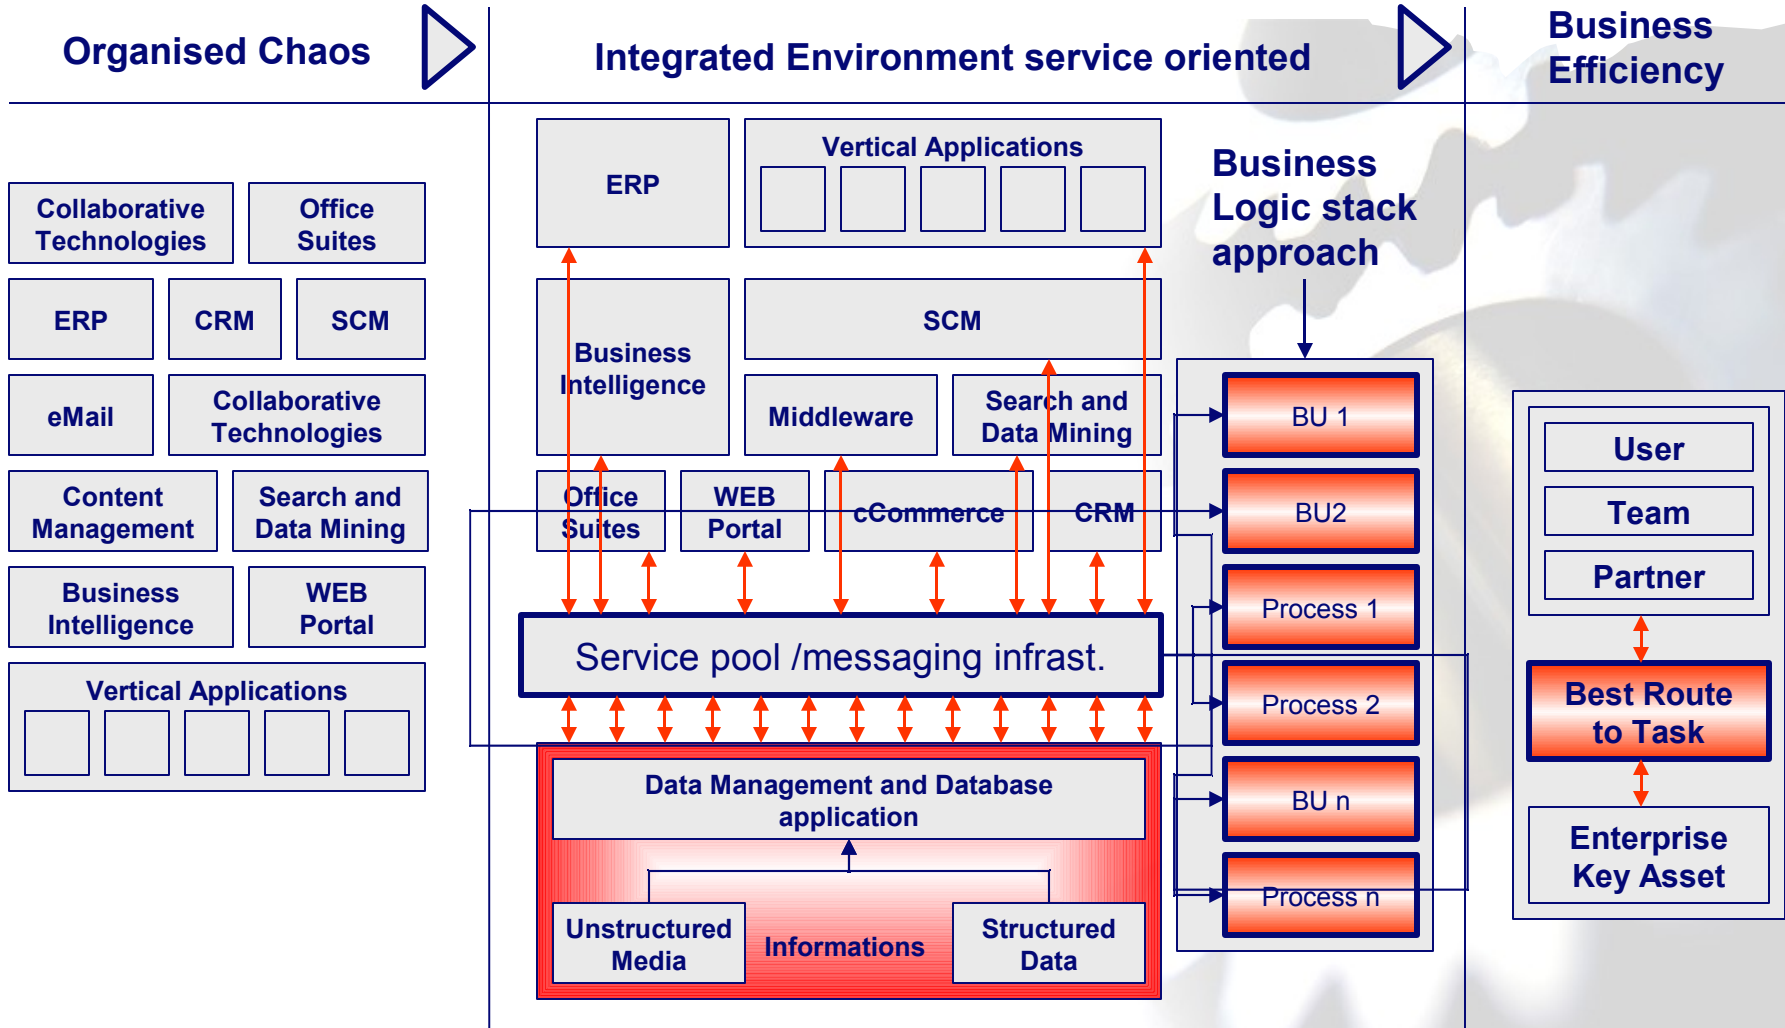 Organised Chaos
Integrated Environment service oriented
Business
Efficiency
Collaborative
Technologies
Office
Suites
ERP
CRM
SCM
eMail
Collaborative
Technologies
Content
Management
Search and
Data Mining
Business
Intelligence
WEB
Portal
Vertical Applications
ERP
Vertical Applications
Business
Intelligence
SCM
Middleware
Search and
Data Mining
Office
Suites
WEB
Portal
cCommerce
CRM
Service pool /messaging infrast.
Data Management and Database
application
Unstructured
Media
Informations
Structured
Data
Business
Logic stack
approach
BU 1
BU2
Process 1
Process 2
BU n
Process n
User
Team
Partner
Best Route
to Task
Enterprise
Key Asset